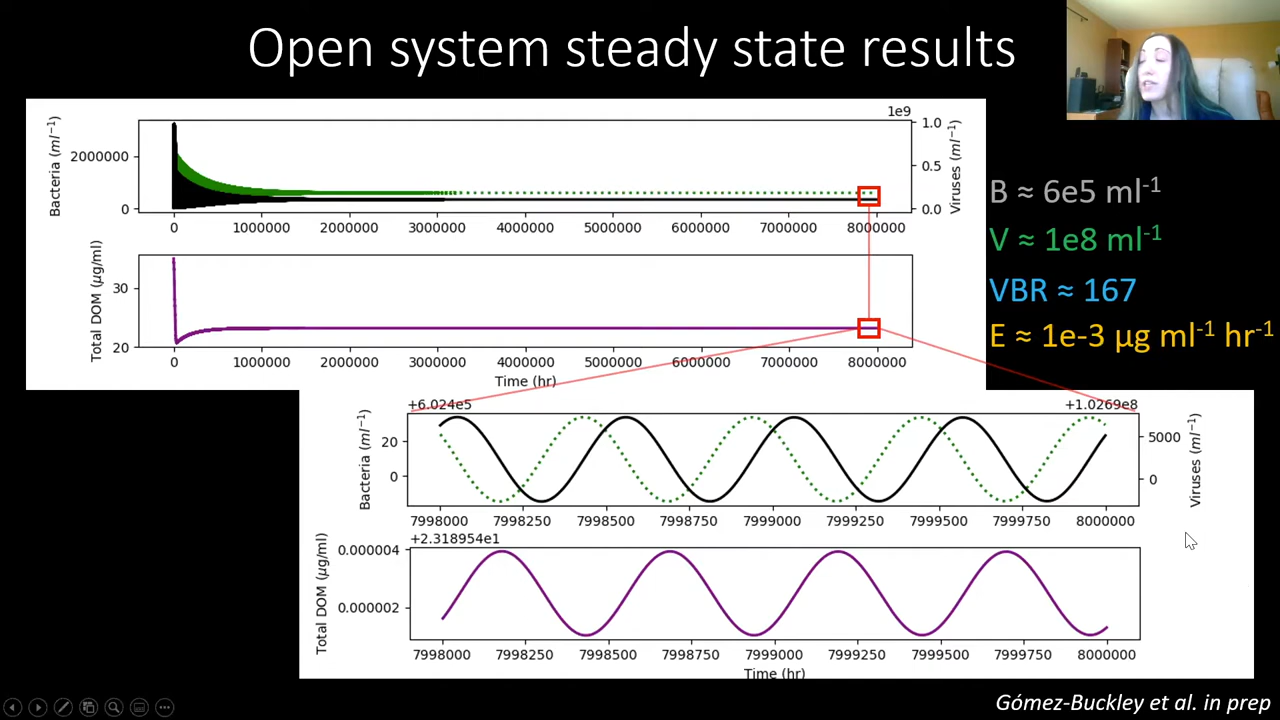 Open system steady state results
1e9
Bacteria (ml⁻¹)
2000000
0
1.0
0.5
0.0
Viruses (ml⁻¹)
0 1000000 2000000 3000000 4000000 5000000 6000000 7000000 8000000
Total DOM (μg/ml)
30
20
0 1000000 2000000 3000000 4000000 5000000 6000000 7000000 8000000
Time (hr)
B ≈ 6e5 ml⁻¹
V ≈ 1e8 ml⁻¹
VBR ≈ 167
E ≈ 1e-3 μg ml⁻¹ hr⁻¹
+6.024e5 +1.0269e8
Bacteria (ml⁻¹)
20
0
5000
0
Viruses (ml⁻¹)
7998000 7998250 7998500 7998750 7999000 7999250 7999500 7999750 8000000
+2.318954e1
Total DOM (μg/ml)
0.000004
0.000002
7998000 7998250 7998500 7998750 7999000 7999250 7999500 7999750 8000000
Time (hr)
Gómez-Buckley et al. in prep